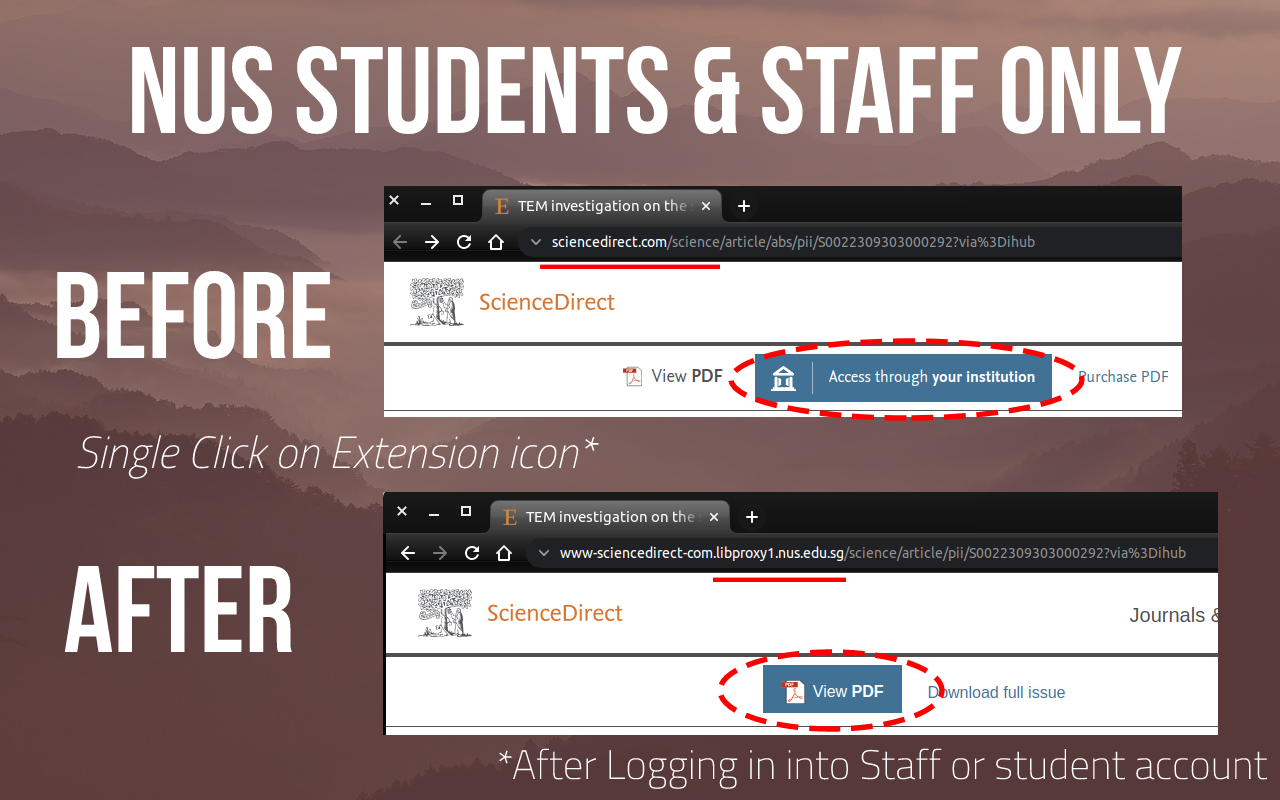 NUS STUDENTS & STAFF ONLY
TEM investigation on the
sciencedirect.com/science/article/abs/pii/S0022309303000292?via%3Dihub
BEFORE
ScienceDirect
View PDF
Access through your institution
Purchase PDF
Single Click on Extension icon*
TEM investigation on the
www-sciencedirect-com.libproxy1.nus.edu.sg/science/article/pii/S0022309303000292?via%3Dihub
AFTER
ScienceDirect
Journals &
View PDF
Download full issue
*After Logging in into Staff or student account